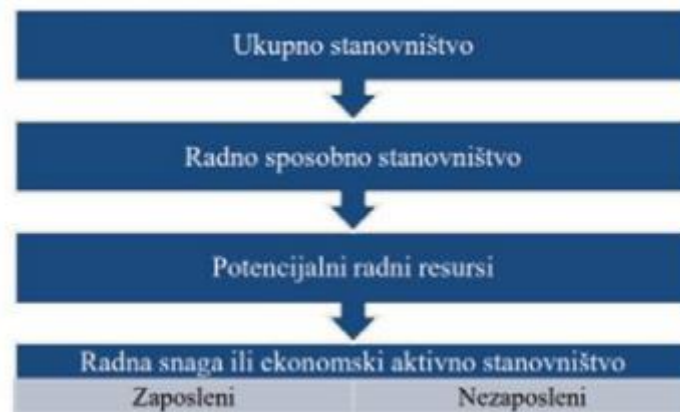 Ukupno stanovništvo
Radno sposobno stanovništvo
Potencijalni radni resursi
Radna snaga ili ekonomski aktivno stanovništvo
Zaposleni Nezaposleni